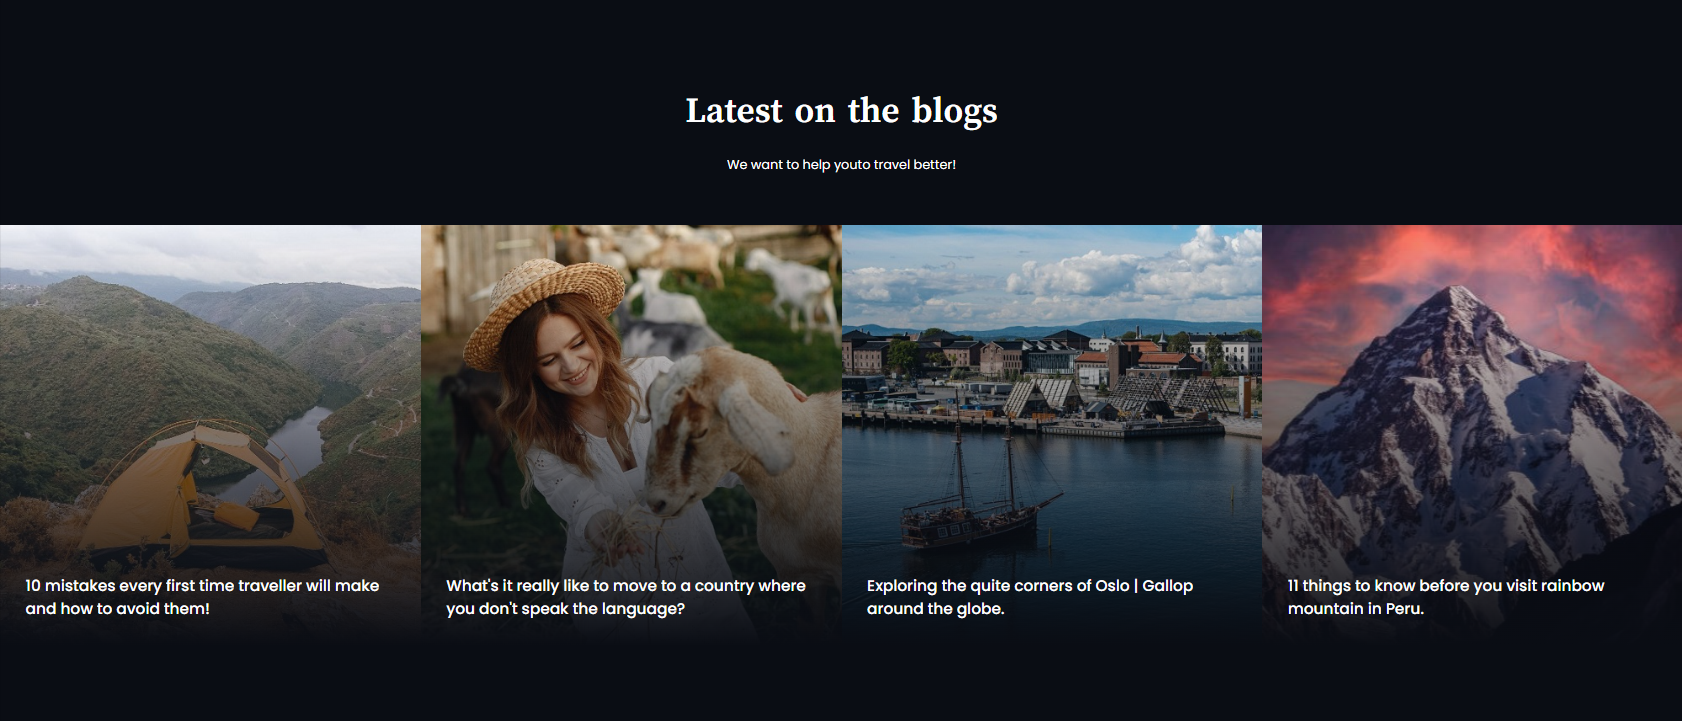 Latest on the blogs
We want to help youto travel better!
10 mistakes every first time traveller will make
and how to avoid them!
What's it really like to move to a country where
you don't speak the language?
Exploring the quite corners of Oslo | Gallop
around the globe.
11 things to know before you visit rainbow
mountain in Peru.